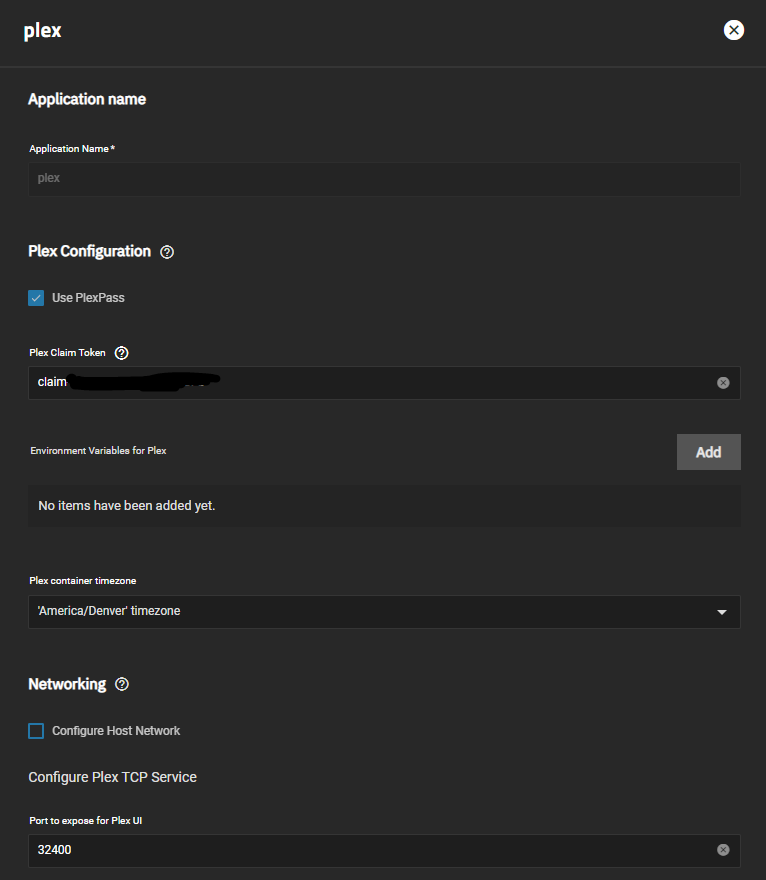 plex
Application name
Application Name*
plex
Plex Configuration
Use PlexPass
Plex Claim Token
claim
Environment Variables for Plex
Add
No items have been added yet.
Plex container timezone
'America/Denver' timezone
Networking
Configure Host Network
Configure Plex TCP Service
Port to expose for Plex UI
32400